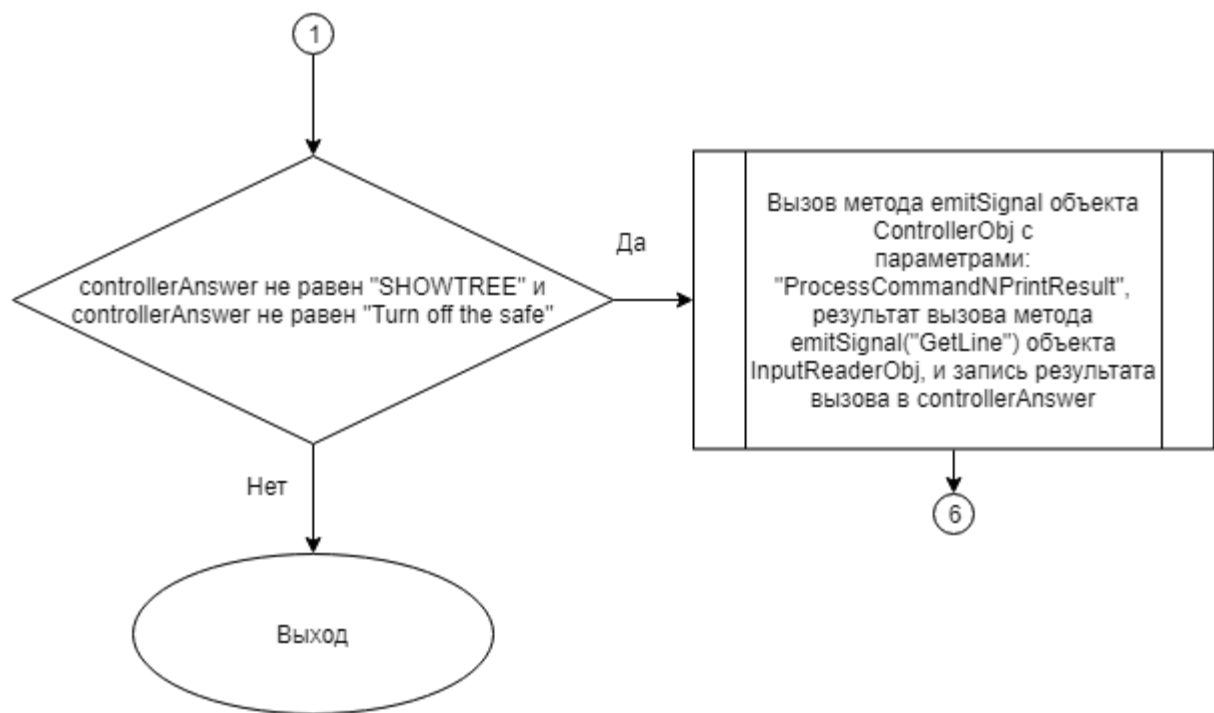 1
controllerAnswer не равен "SHOWTREE" и
controllerAnswer не равен "Turn off the safe"
Да
Вызов метода emitSignal объекта
ControllerObj с
параметрами:
"ProcessCommandNPrintResult",
результат вызова метода
emitSignal("GetLine") объекта
InputReaderObj, и запись результата
вызова в controllerAnswer
Нет
6
Выход